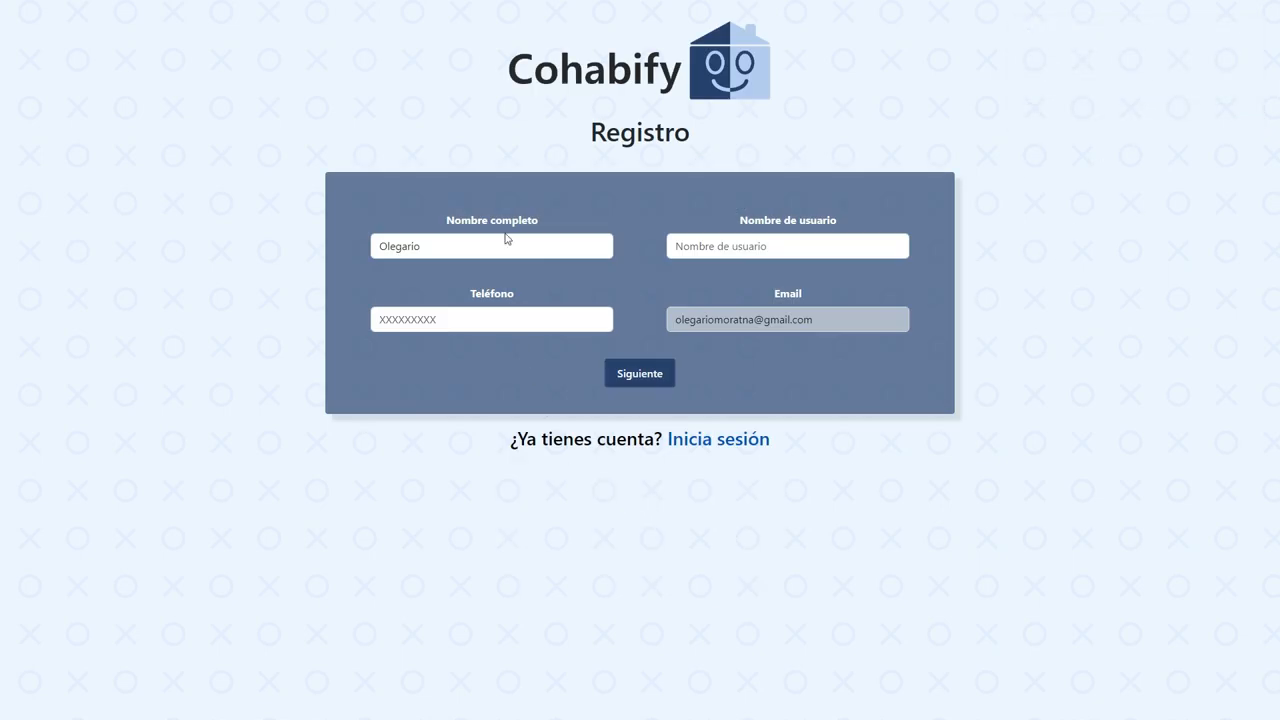 Cohabify
Registro
Nombre completo
Nombre de usuario
Olegario
Nombre de usuario
Teléfono
Email
XXXXXXXXX
olegariomoratna@gmail.com
Siguiente
¿Ya tienes cuenta? Inicia sesión